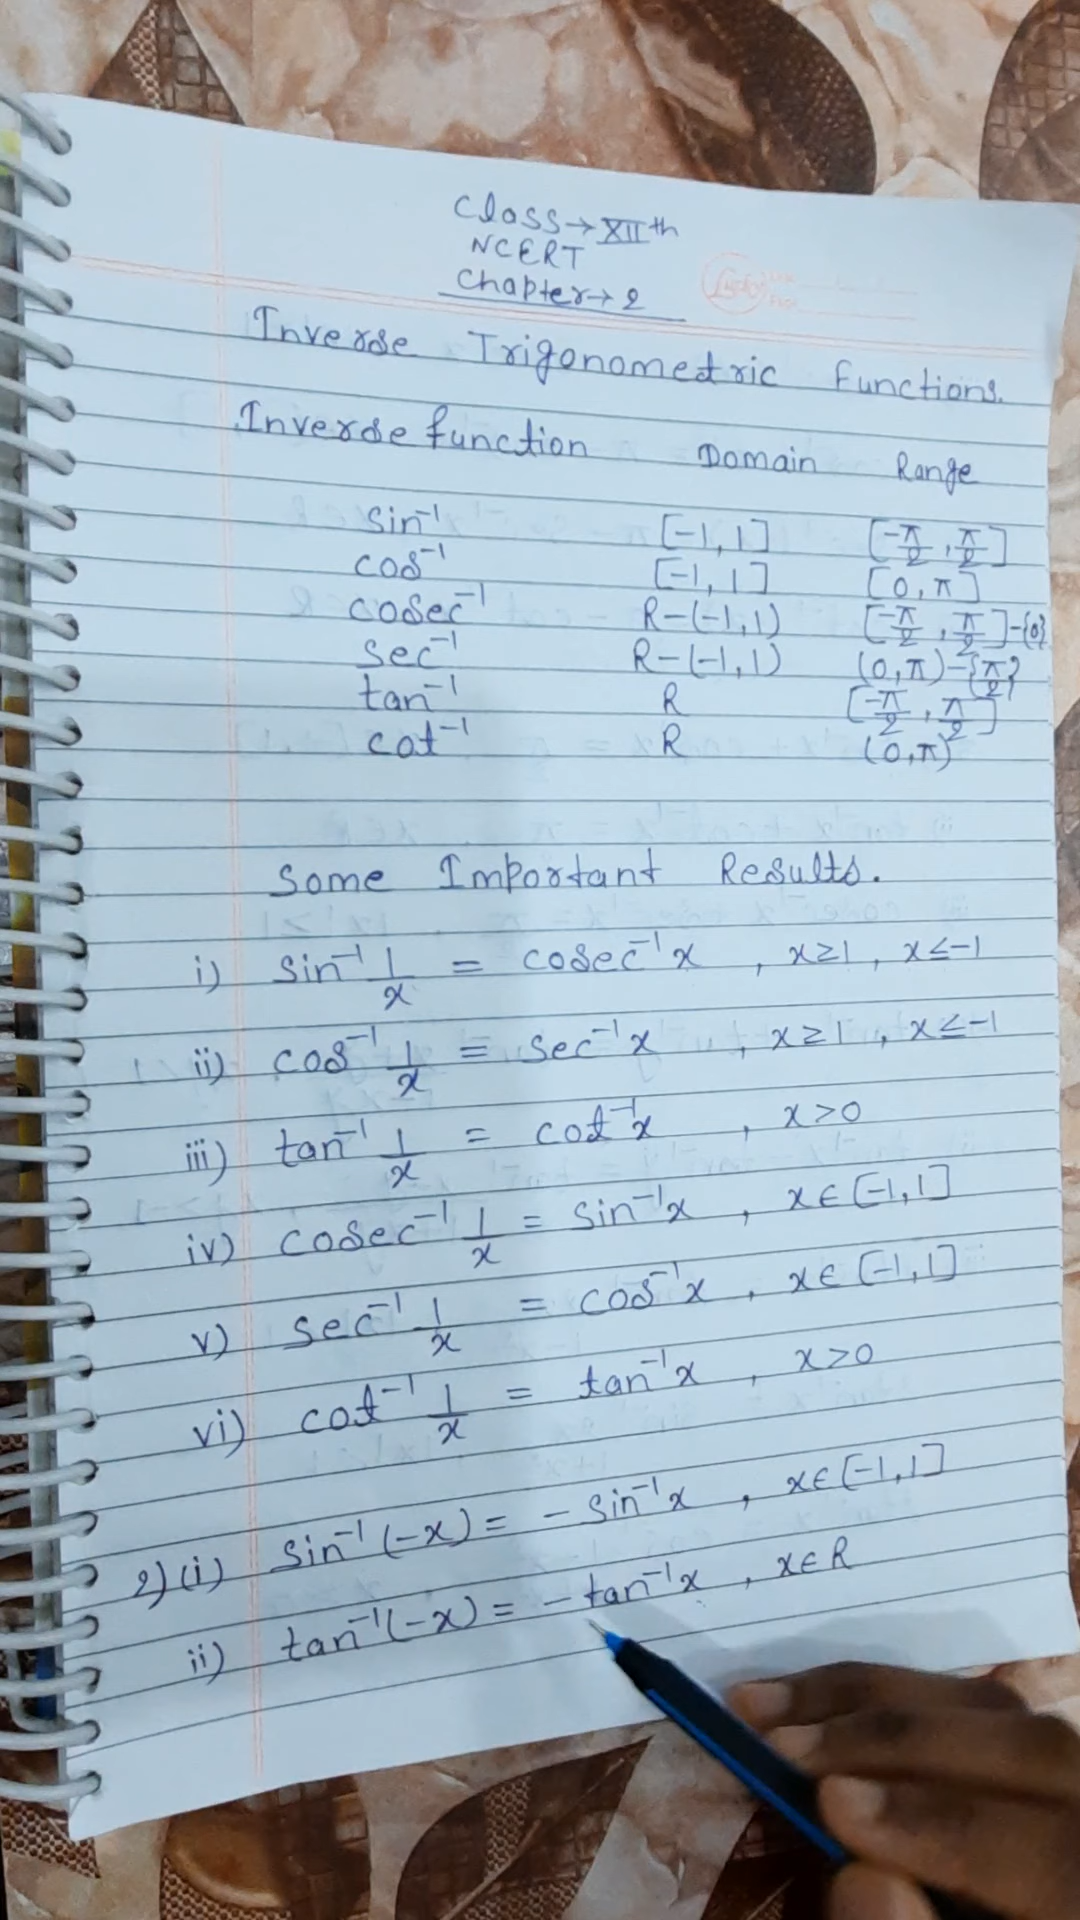 Class→XIIth
NCERT
Chapter→2
Inverse Trigonometric Functions.
Inverse function Domain Range
sin⁻¹ [-1, 1] [-π/2, π/2]
cos⁻¹ [-1, 1] [0, π]
cosec⁻¹ R-(-1, 1) [-π/2, π/2]-{0}
sec⁻¹ R-(-1, 1) (0, π)-{π/2}
tan⁻¹ R [-π/2, π/2]
cot⁻¹ R (0, π)
Some Important Results.
i) sin⁻¹ 1/x = cosec⁻¹x , x≥1, x≤-1
ii) cos⁻¹ 1/x = sec⁻¹x , x≥1, x≤-1
iii) tan⁻¹ 1/x = cot⁻¹x , x>0
iv) cosec⁻¹ 1/x = sin⁻¹x , x∈[-1, 1]
v) sec⁻¹ 1/x = cos⁻¹x , x∈[-1, 1]
vi) cot⁻¹ 1/x = tan⁻¹x , x>0
2)(i) sin⁻¹(-x) = -sin⁻¹x , x∈[-1, 1]
ii) tan⁻¹(-x) = -tan⁻¹x , x∈R